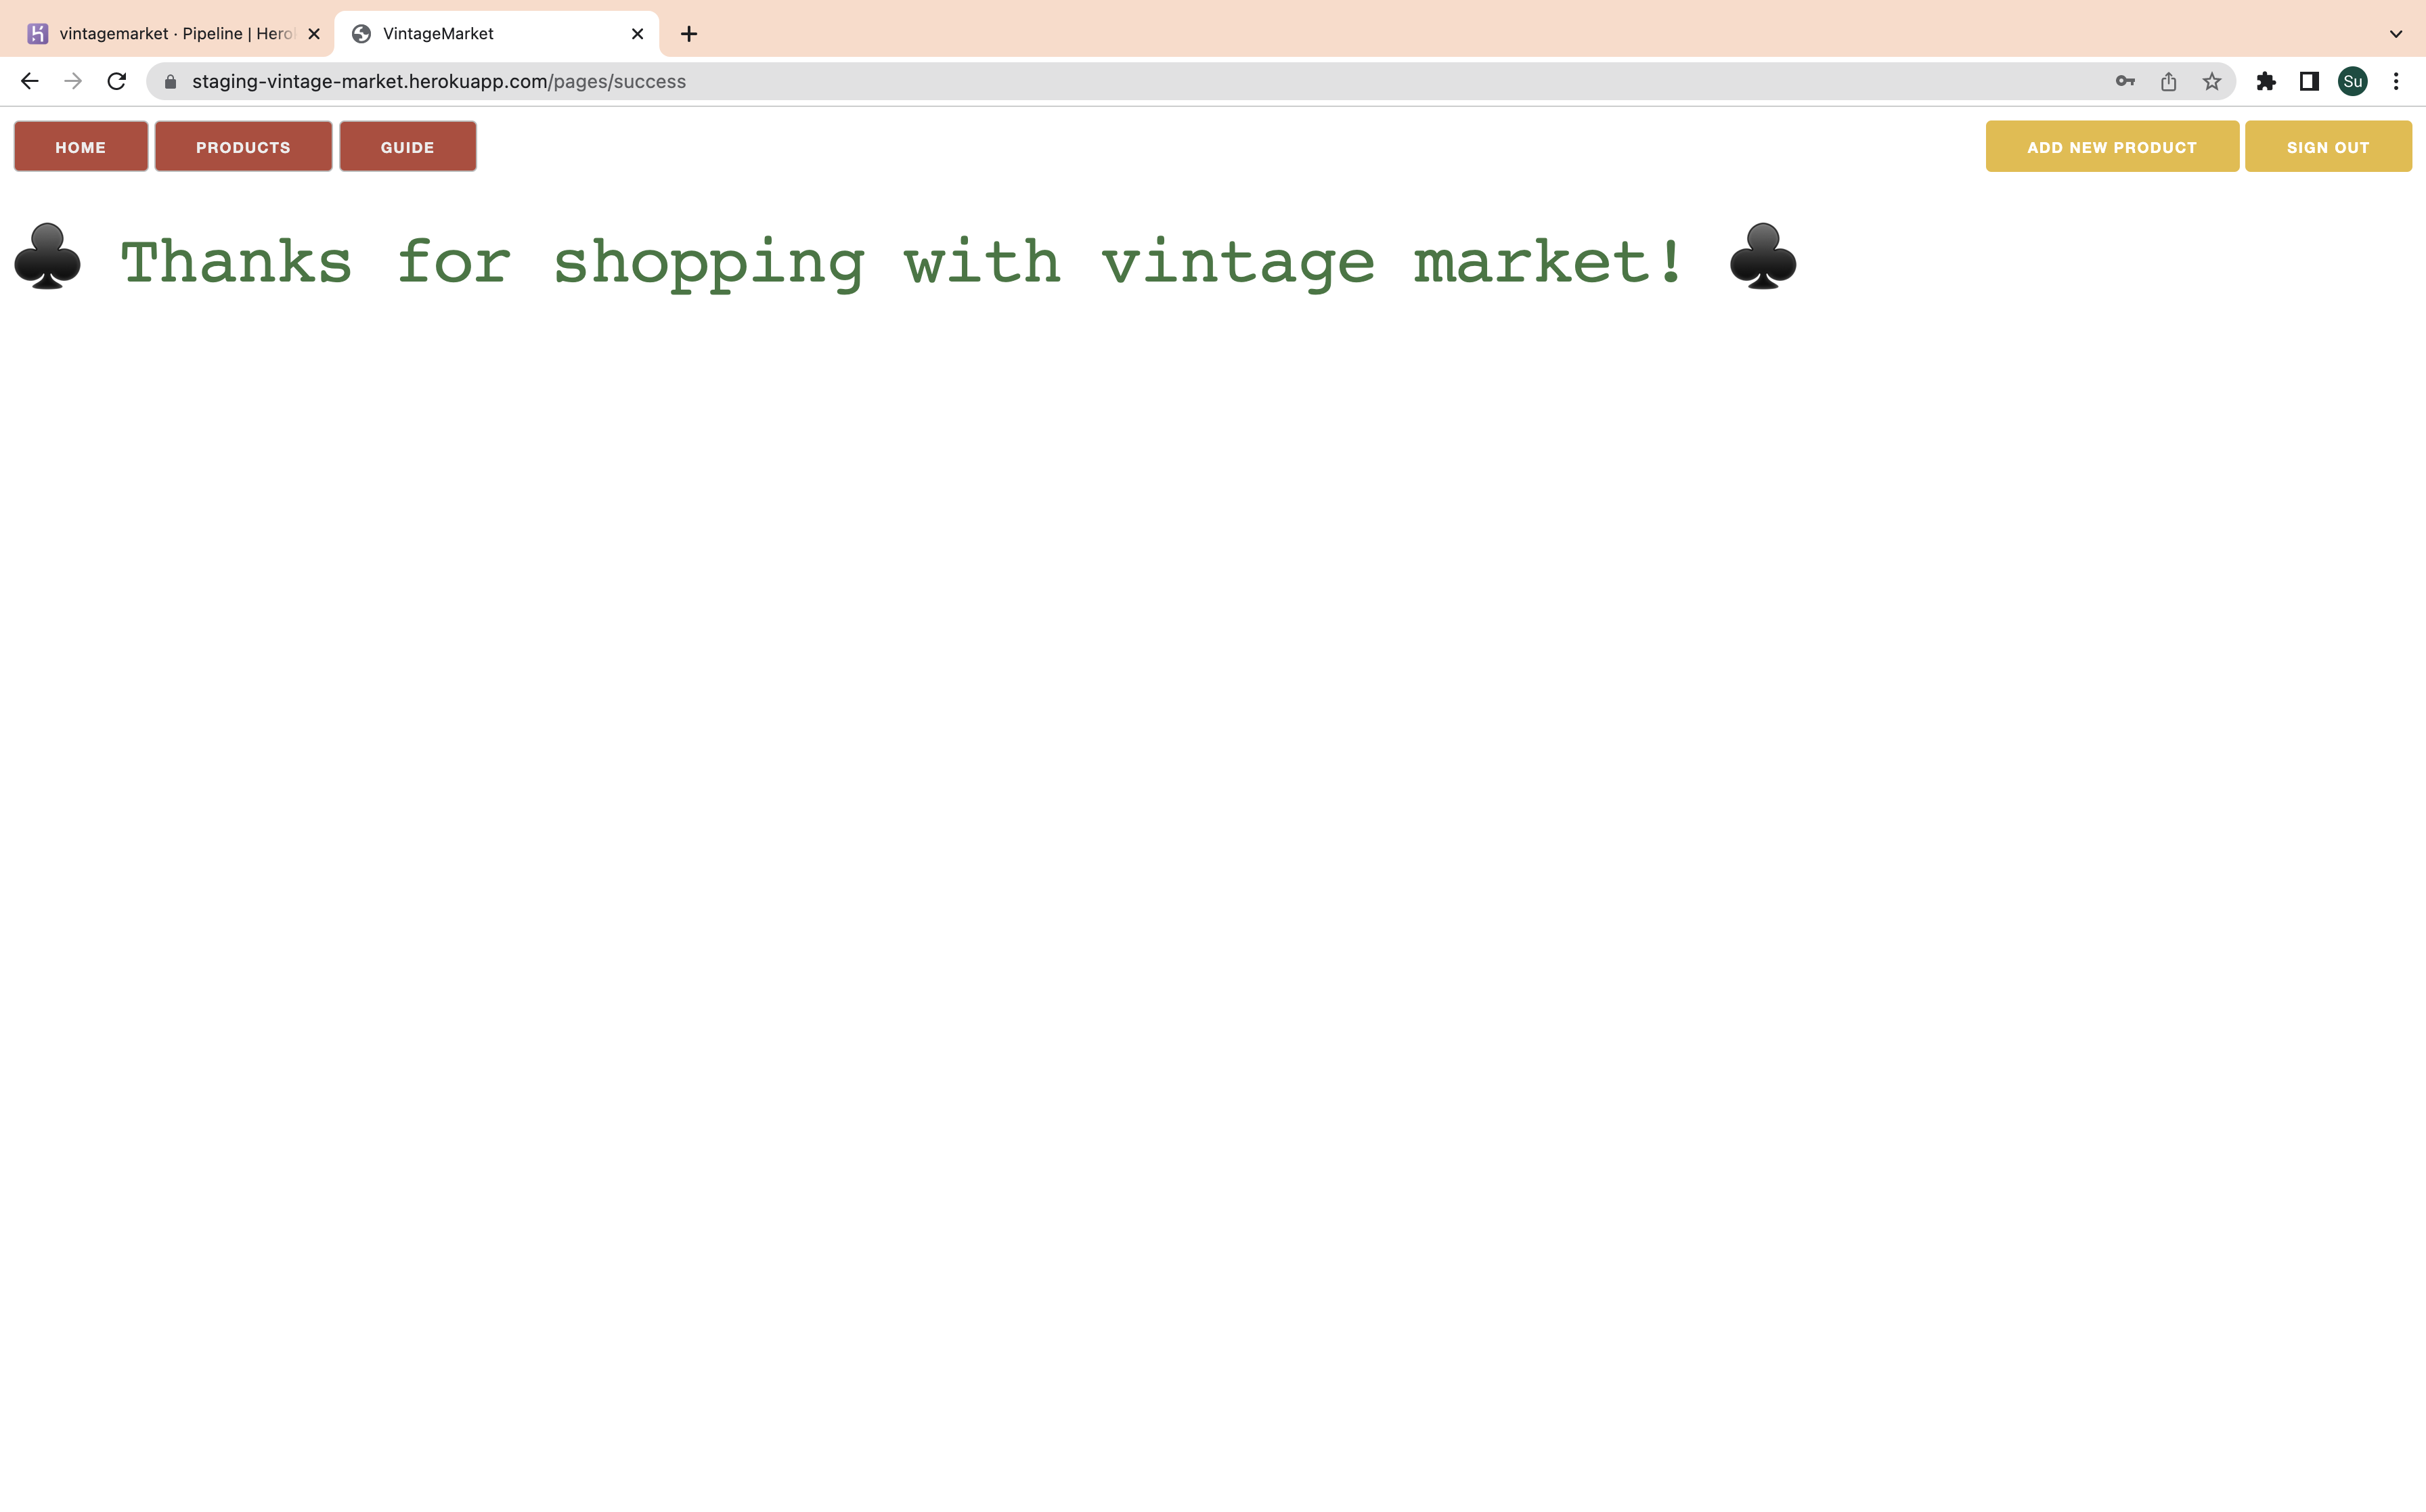 vintagemarket · Pipeline | Hero
VintageMarket
staging-vintage-market.herokuapp.com/pages/success
Su
HOME PRODUCTS GUIDE ADD NEW PRODUCT SIGN OUT
♣ Thanks for shopping with vintage market! ♣